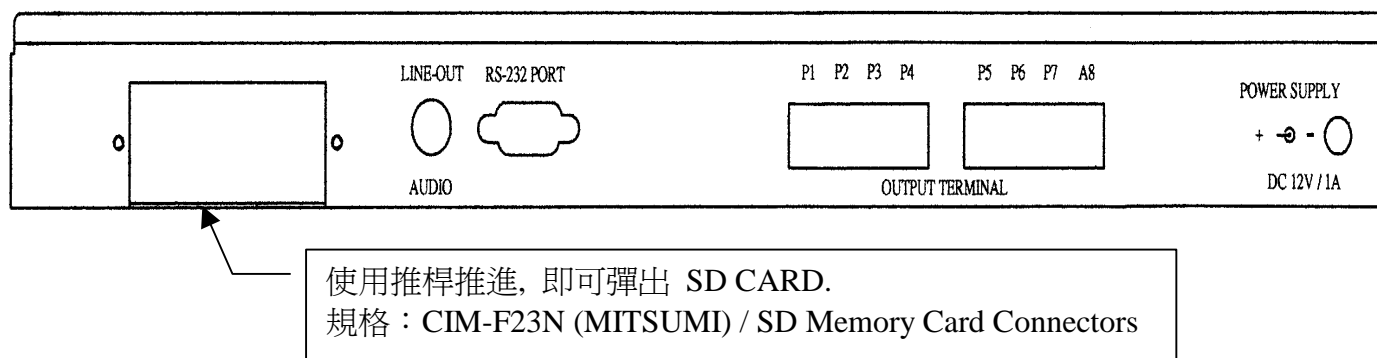 LINE-OUT RS-232 PORT
P1 P2 P3 P4 P5 P6 P7 A8
POWER SUPPLY
+ -
AUDIO
OUTPUT TERMINAL
DC 12V / 1A
使用推桿推進, 即可彈出 SD CARD.
規格：CIM-F23N (MITSUMI) / SD Memory Card Connectors